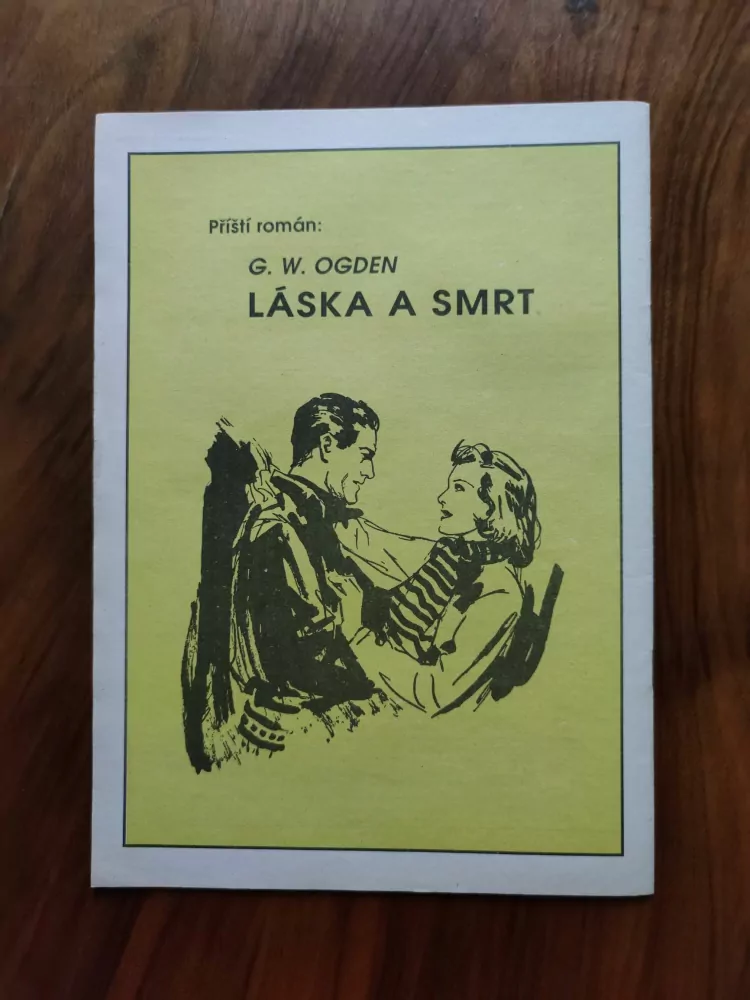 Příští román:
G. W. OGDEN
LÁSKA A SMRT